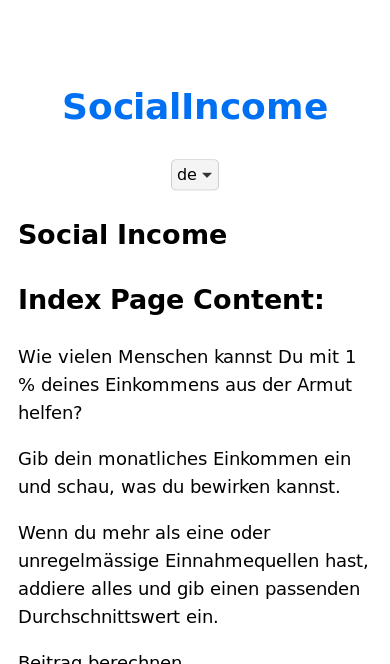 SocialIncome
de
Social Income
Index Page Content:
Wie vielen Menschen kannst Du mit 1
% deines Einkommens aus der Armut
helfen?
Gib dein monatliches Einkommen ein
und schau, was du bewirken kannst.
Wenn du mehr als eine oder
unregelmässige Einnahmequellen hast,
addiere alles und gib einen passenden
Durchschnittswert ein.
Beitrag berechnen